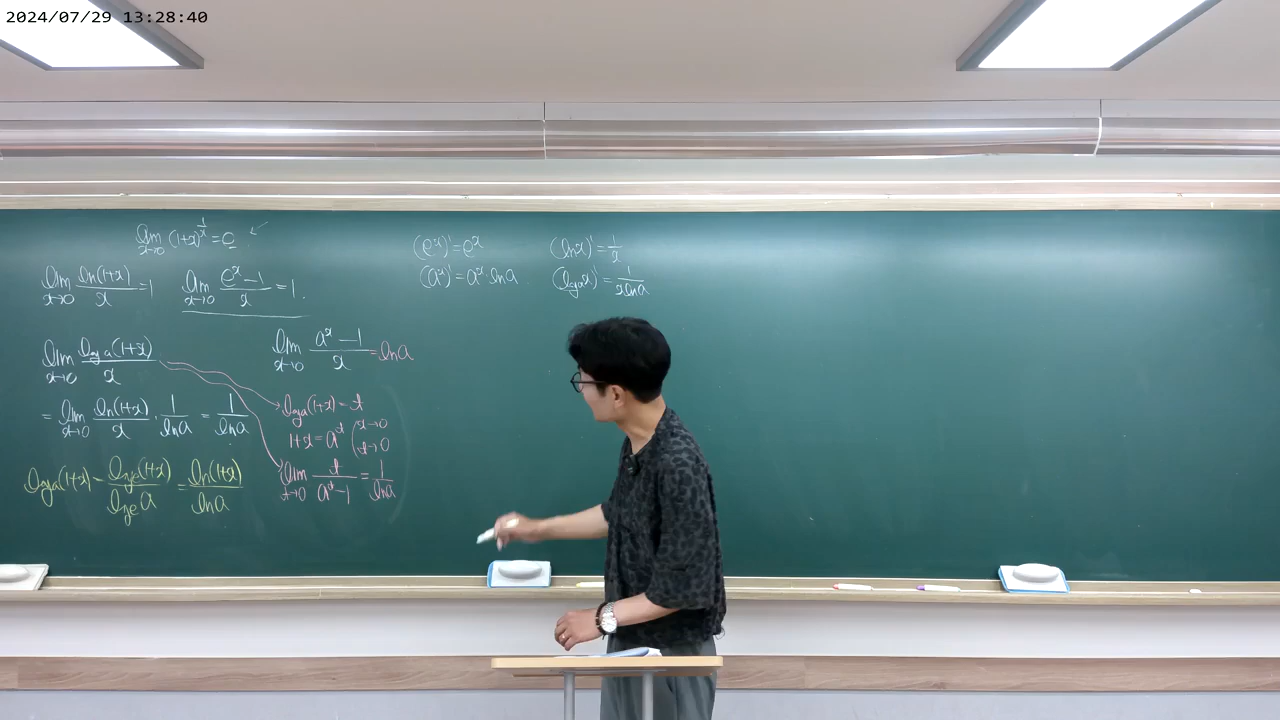 2024/07/29 13:28:40
lim x→0 (1+x)^(1/x) = e
lim x→0 ln(1+x)/x = 1
lim x→0 (e^x-1)/x = 1.
lim x→0 log_a(1+x)/x
= lim x→0 ln(1+x)/x · 1/ln a = 1/ln a
log_a(1+x) = log_e(1+x)/log_e a = ln(1+x)/ln a
lim x→0 (a^x-1)/x = ln a
log_a(1+x) = t
1+x = a^t (x→0 t→0
lim t→0 t/(a^t-1) = 1/ln a
(e^x)' = e^x
(a^x)' = a^x · ln a
(ln x)' = 1/x
(log_a x)' = 1/(x ln a)